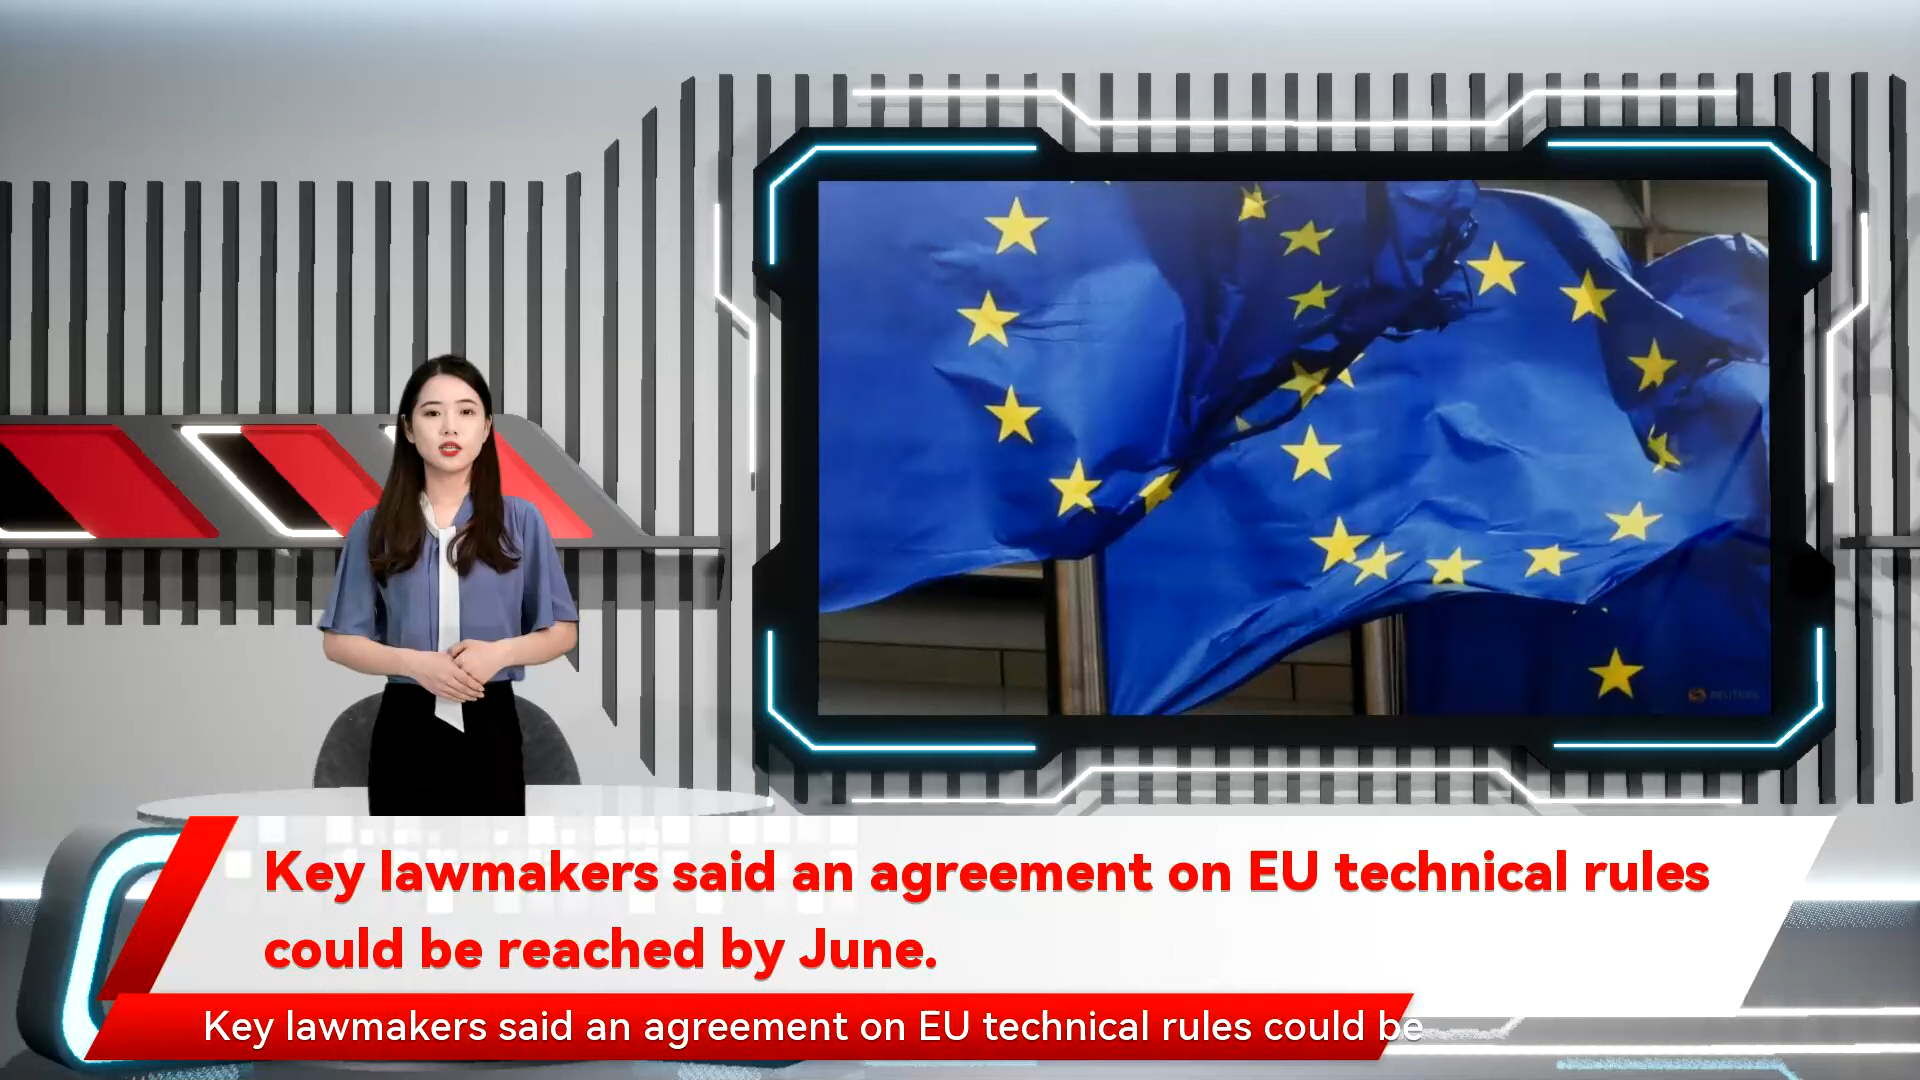 REUTERS
Key lawmakers said an agreement on EU technical rules
could be reached by June.
Key lawmakers said an agreement on EU technical rules could be